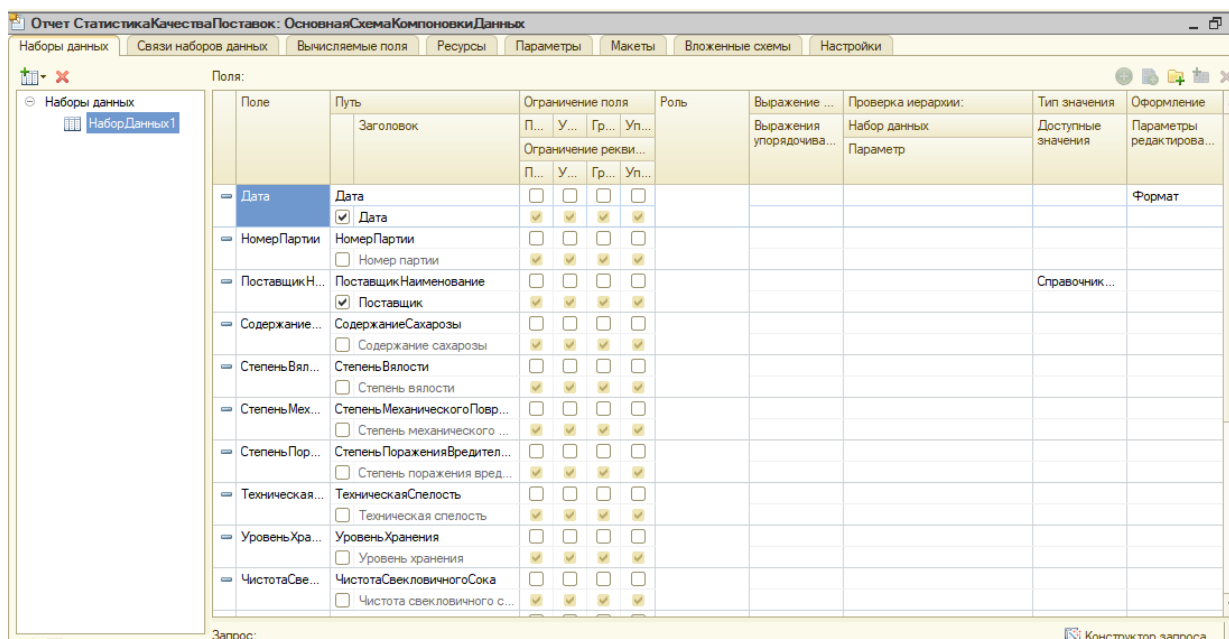 Отчет СтатистикаКачестваПоставок: ОсновнаяСхемаКомпоновкиДанных
Наборы данных Связи наборов данных Вычисляемые поля Ресурсы Параметры Макеты Вложенные схемы Настройки
Поля:
Наборы данных
НаборДанных1
Поле Путь Ограничение поля Роль Выражение ... Проверка иерархии: Тип значения Оформление
Заголовок П... У... Гр... Уп... Выражения упорядочива... Набор данных Доступные значения Параметры редактирова...
Ограничение рекви... Параметр
П... У... Гр... Уп...
Дата Дата Формат
Дата
НомерПартии НомерПартии
Номер партии
ПоставщикН... ПоставщикНаименование Справочник...
Поставщик
Содержание... СодержаниеСахарозы
Содержание сахарозы
СтепеньВял... СтепеньВялости
Степень вялости
СтепеньМех... СтепеньМеханическогоПовр...
Степень механического ...
СтепеньПор... СтепеньПораженияВредител...
Степень поражения вред...
Техническая... ТехническаяСпелость
Техническая спелость
УровеньХра... УровеньХранения
Уровень хранения
ЧистотаСве... ЧистотаСвекловичногоСока
Чистота свекловичного с...
Запрос: Конструктор запроса...